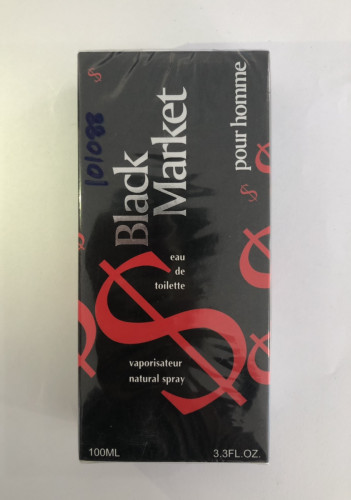 Black
Market
pour homme
eau
de
toilette
vaporisateur
natural spray
100ML
3.3FL.OZ.
101088